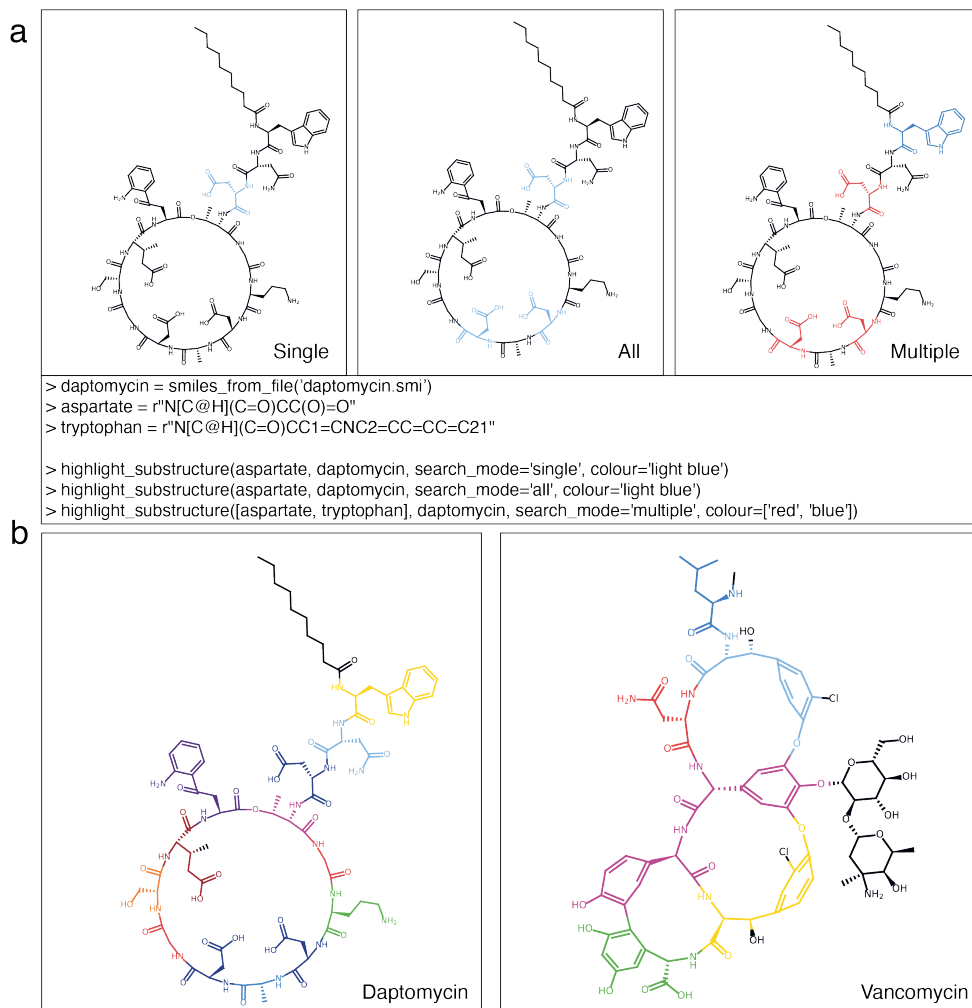 a
Single
All
Multiple
> daptomycin = smiles_from_file('daptomycin.smi')
> aspartate = r"N[C@H](C=O)CC(O)=O"
> tryptophan = r"N[C@H](C=O)CC1=CNC2=CC=CC=C21"
> highlight_substructure(aspartate, daptomycin, search_mode='single', colour='light blue')
> highlight_substructure(aspartate, daptomycin, search_mode='all', colour='light blue')
> highlight_substructure([aspartate, tryptophan], daptomycin, search_mode='multiple', colour=['red', 'blue'])
b
Daptomycin
Vancomycin